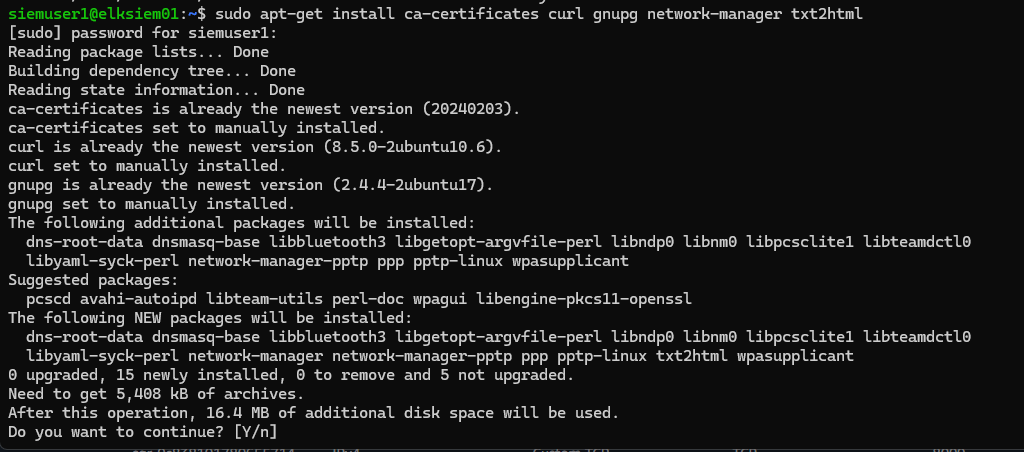 siemuser1@elksiem01:~$ sudo apt-get install ca-certificates curl gnupg network-manager txt2html
[sudo] password for siemuser1:
Reading package lists... Done
Building dependency tree... Done
Reading state information... Done
ca-certificates is already the newest version (20240203).
ca-certificates set to manually installed.
curl is already the newest version (8.5.0-2ubuntu10.6).
curl set to manually installed.
gnupg is already the newest version (2.4.4-2ubuntu17).
gnupg set to manually installed.
The following additional packages will be installed:
  dns-root-data dnsmasq-base libbluetooth3 libgetopt-argvfile-perl libndp0 libnm0 libpcsclite1 libteamdctl0
  libyaml-syck-perl network-manager-pptp ppp pptp-linux wpasupplicant
Suggested packages:
  pcscd avahi-autoipd libteam-utils perl-doc wpagui libengine-pkcs11-openssl
The following NEW packages will be installed:
  dns-root-data dnsmasq-base libbluetooth3 libgetopt-argvfile-perl libndp0 libnm0 libpcsclite1 libteamdctl0
  libyaml-syck-perl network-manager network-manager-pptp ppp pptp-linux txt2html wpasupplicant
0 upgraded, 15 newly installed, 0 to remove and 5 not upgraded.
Need to get 5,408 kB of archives.
After this operation, 16.4 MB of additional disk space will be used.
Do you want to continue? [Y/n]